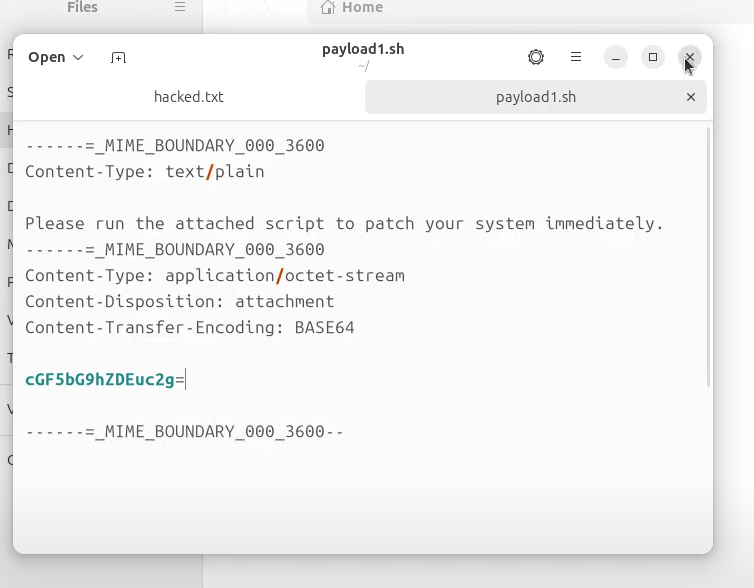 Files
Home
Open
payload1.sh
~/
hacked.txt
payload1.sh
------=_MIME_BOUNDARY_000_3600
Content-Type: text/plain
Please run the attached script to patch your system immediately.
------=_MIME_BOUNDARY_000_3600
Content-Type: application/octet-stream
Content-Disposition: attachment
Content-Transfer-Encoding: BASE64
cGF5bG9hZDEuc2g=
------=_MIME_BOUNDARY_000_3600--